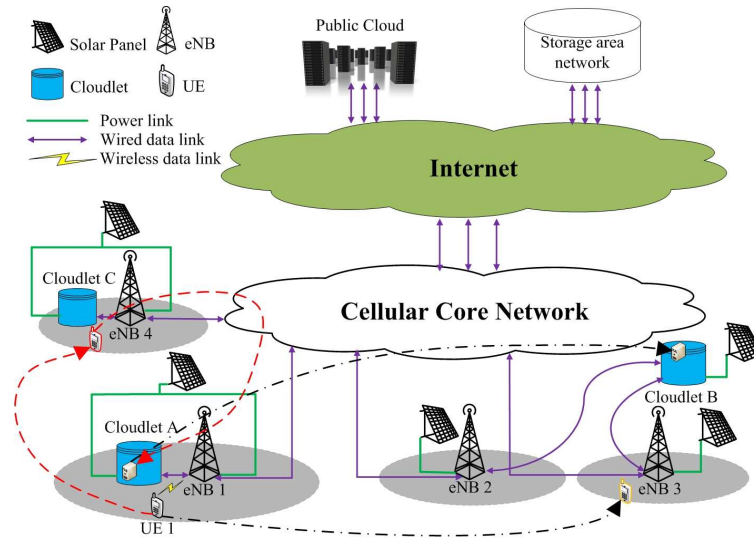 Solar Panel
eNB
Cloudlet
UE
Power link
Wired data link
Wireless data link
Public Cloud
Storage area
network
Internet
Cellular Core Network
Cloudlet C
eNB 4
Cloudlet A
eNB 1
UE 1
eNB 2
Cloudlet B
eNB 3